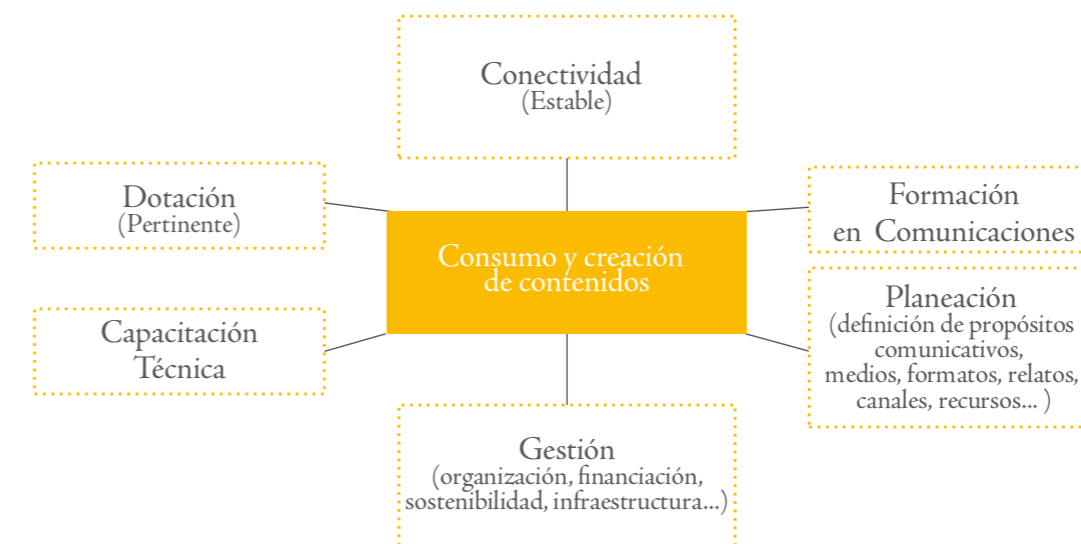 Conectividad
(Estable)
Dotación
(Pertinente)
Formación
en Comunicaciones
Consumo y creación
de contenidos
Capacitación
Técnica
Planeación
(definición de propósitos
comunicativos,
medios, formatos, relatos,
canales, recursos... )
Gestión
(organización, financiación,
sostenibilidad, infraestructura...)